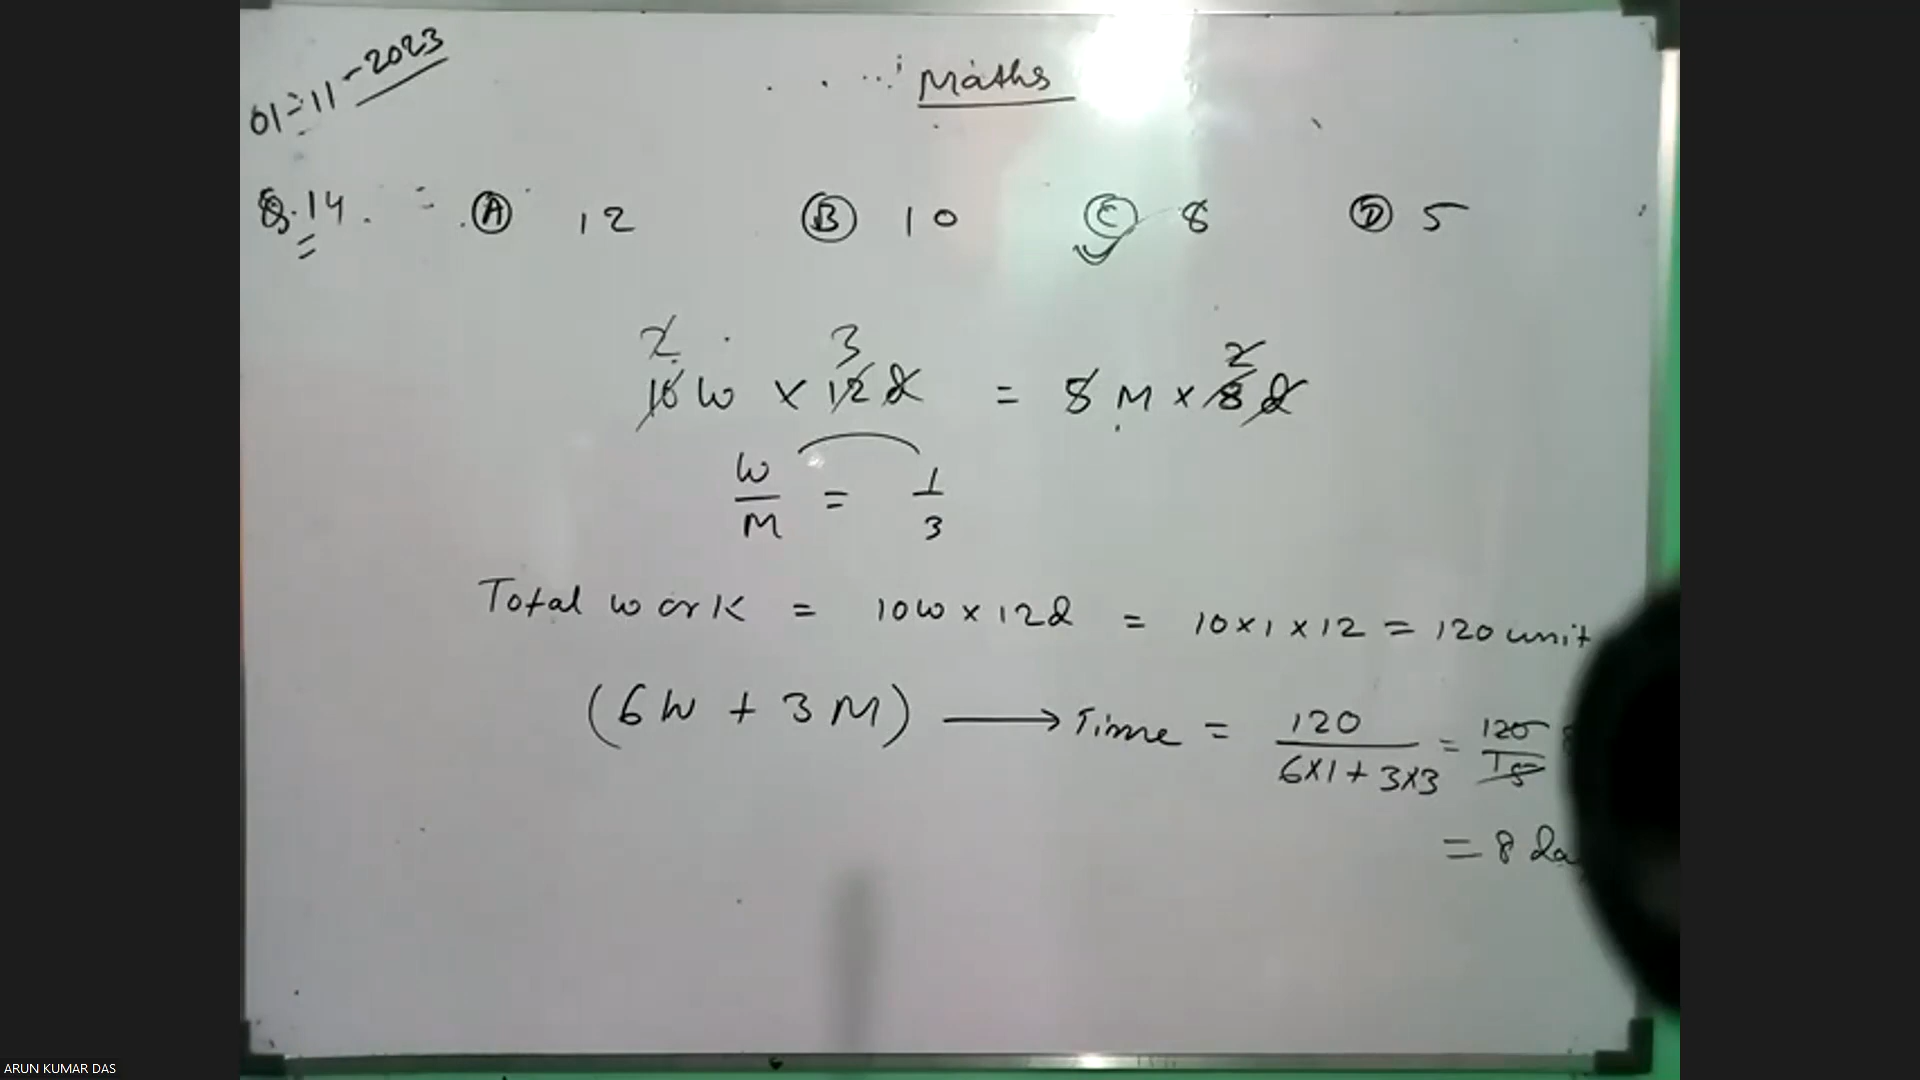 01-11-2023
Maths
Q.14. = A 12 B 10 C 8 D 5
2 3 2
10W × 12d = 5M × 8d
W/M = 1/3
Total work = 10W × 12d = 10×1×12 = 120 unit
(6W + 3M) → Time = 120/(6×1+3×3) = 120/15
= 8 da
ARUN KUMAR DAS